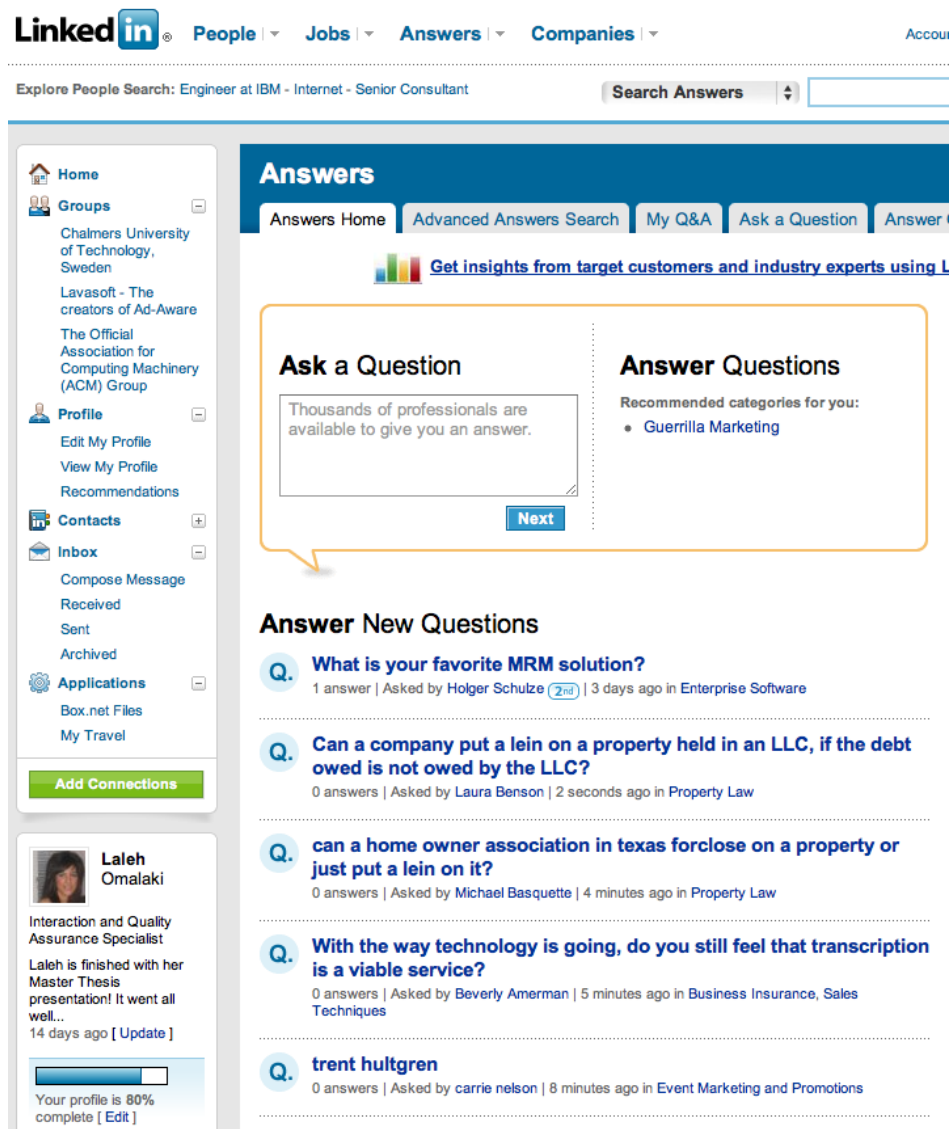 Linked in ® People Jobs Answers Companies Accour
Explore People Search: Engineer at IBM - Internet - Senior Consultant
Search Answers
Home
Groups
Chalmers University
of Technology,
Sweden
Lavasoft - The
creators of Ad-Aware
The Official
Association for
Computing Machinery
(ACM) Group
Profile
Edit My Profile
View My Profile
Recommendations
in Contacts
Inbox
Compose Message
Received
Sent
Archived
Applications
Box.net Files
My Travel
Add Connections
Laleh
Omalaki
Interaction and Quality
Assurance Specialist
Laleh is finished with her
Master Thesis
presentation! It went all
well...
14 days ago [ Update ]
Your profile is 80%
complete [ Edit ]
Answers
Answers Home Advanced Answers Search My Q&A Ask a Question Answer
Get insights from target customers and industry experts using L
Ask a Question
Thousands of professionals are
available to give you an answer.
Next
Answer Questions
Recommended categories for you:
• Guerrilla Marketing
Answer New Questions
Q. What is your favorite MRM solution?
1 answer | Asked by Holger Schulze 2nd | 3 days ago in Enterprise Software
Q. Can a company put a lein on a property held in an LLC, if the debt
owed is not owed by the LLC?
0 answers | Asked by Laura Benson | 2 seconds ago in Property Law
Q. can a home owner association in texas forclose on a property or
just put a lein on it?
0 answers | Asked by Michael Basquette | 4 minutes ago in Property Law
Q. With the way technology is going, do you still feel that transcription
is a viable service?
0 answers | Asked by Beverly Amerman | 5 minutes ago in Business Insurance, Sales
Techniques
Q. trent hultgren
0 answers | Asked by carrie nelson | 8 minutes ago in Event Marketing and Promotions